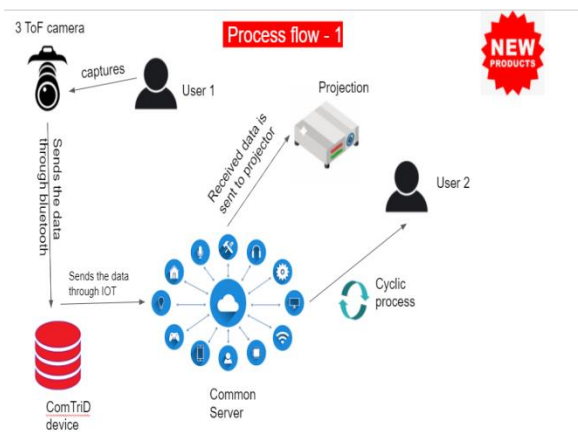 3 ToF camera
Process flow - 1
NEW
PRODUCTS
captures
User 1
Projection
Sends the data
through bluetooth
Received data is
sent to projector
User 2
Sends the data
through IOT
Cyclic
process
ComTriD
device
Common
Server